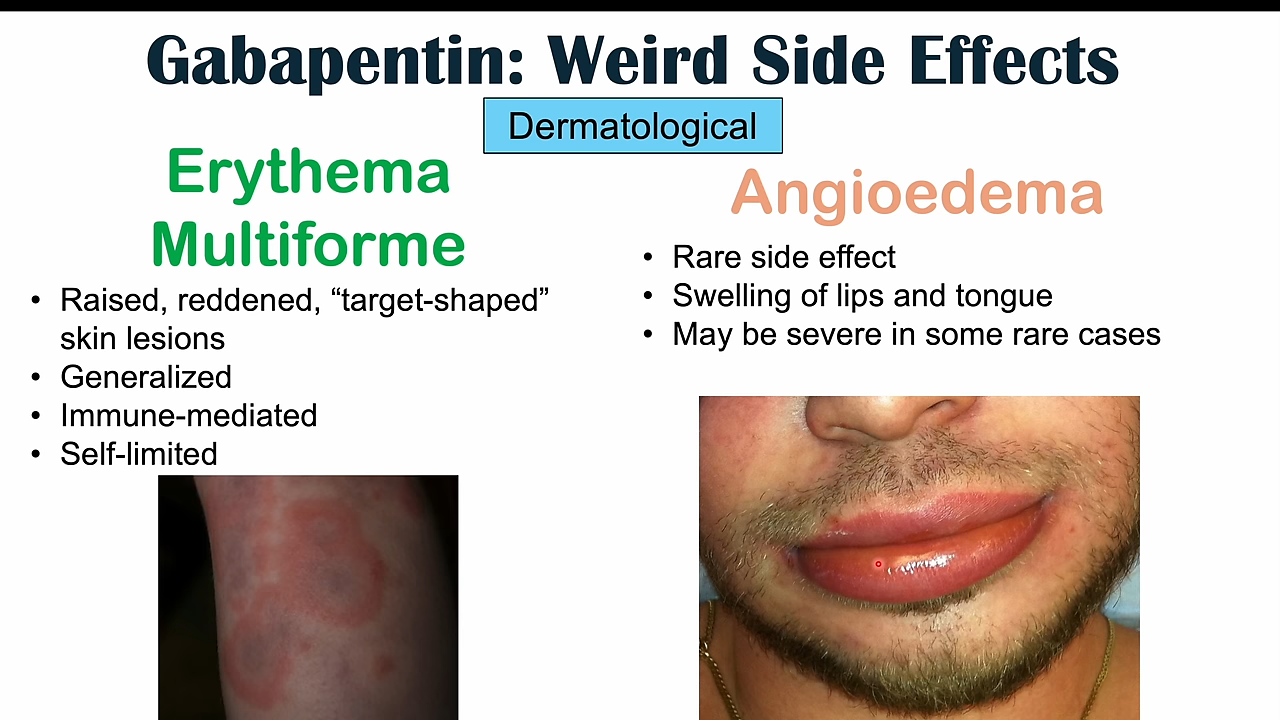 Gabapentin: Weird Side Effects
Dermatological
Erythema
Multiforme
• Raised, reddened, “target-shaped”
skin lesions
• Generalized
• Immune-mediated
• Self-limited
Angioedema
• Rare side effect
• Swelling of lips and tongue
• May be severe in some rare cases